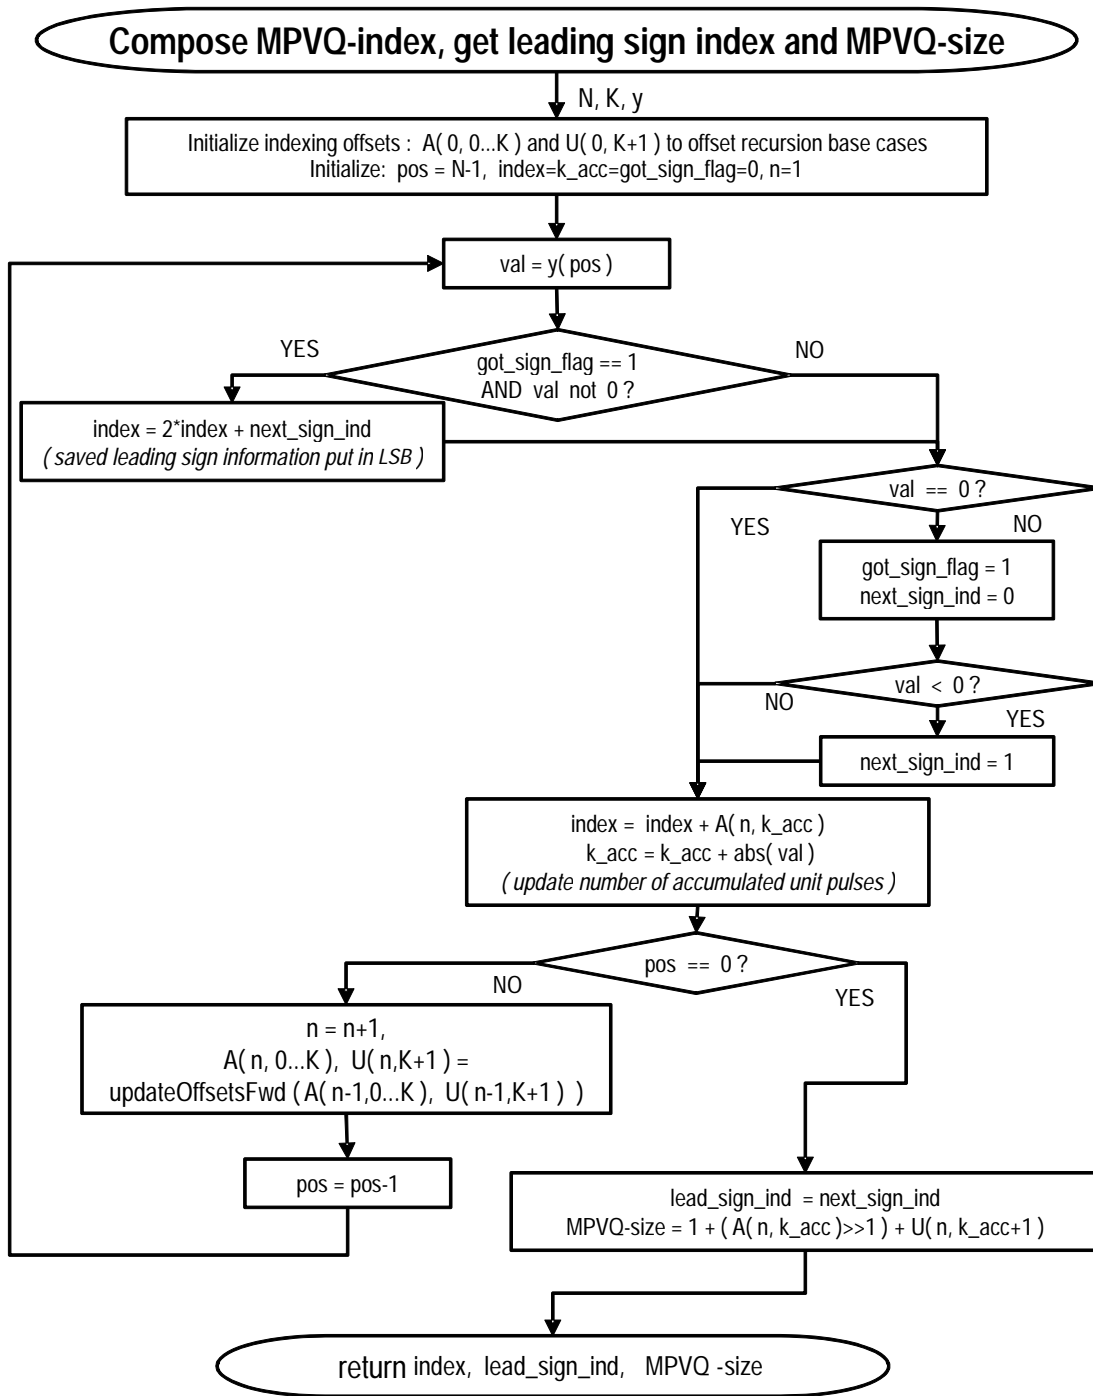 Compose MPVQ-index, get leading sign index and MPVQ-size
N, K, y
Initialize indexing offsets : A( 0, 0...K ) and U( 0, K+1 ) to offset recursion base cases
Initialize: pos = N-1, index=k_acc=got_sign_flag=0, n=1
val = y( pos )
YES
NO
got_sign_flag == 1
AND val not 0 ?
index = 2*index + next_sign_ind
( saved leading sign information put in LSB )
val == 0 ?
YES
NO
got_sign_flag = 1
next_sign_ind = 0
val < 0 ?
NO
YES
next_sign_ind = 1
index = index + A( n, k_acc )
k_acc = k_acc + abs( val )
( update number of accumulated unit pulses )
pos == 0 ?
NO
YES
n = n+1,
A( n, 0...K ), U( n,K+1 ) =
updateOffsetsFwd ( A( n-1,0...K ), U( n-1,K+1 ) )
pos = pos-1
lead_sign_ind = next_sign_ind
MPVQ-size = 1 + ( A( n, k_acc )>>1 ) + U( n, k_acc+1 )
return index, lead_sign_ind, MPVQ -size